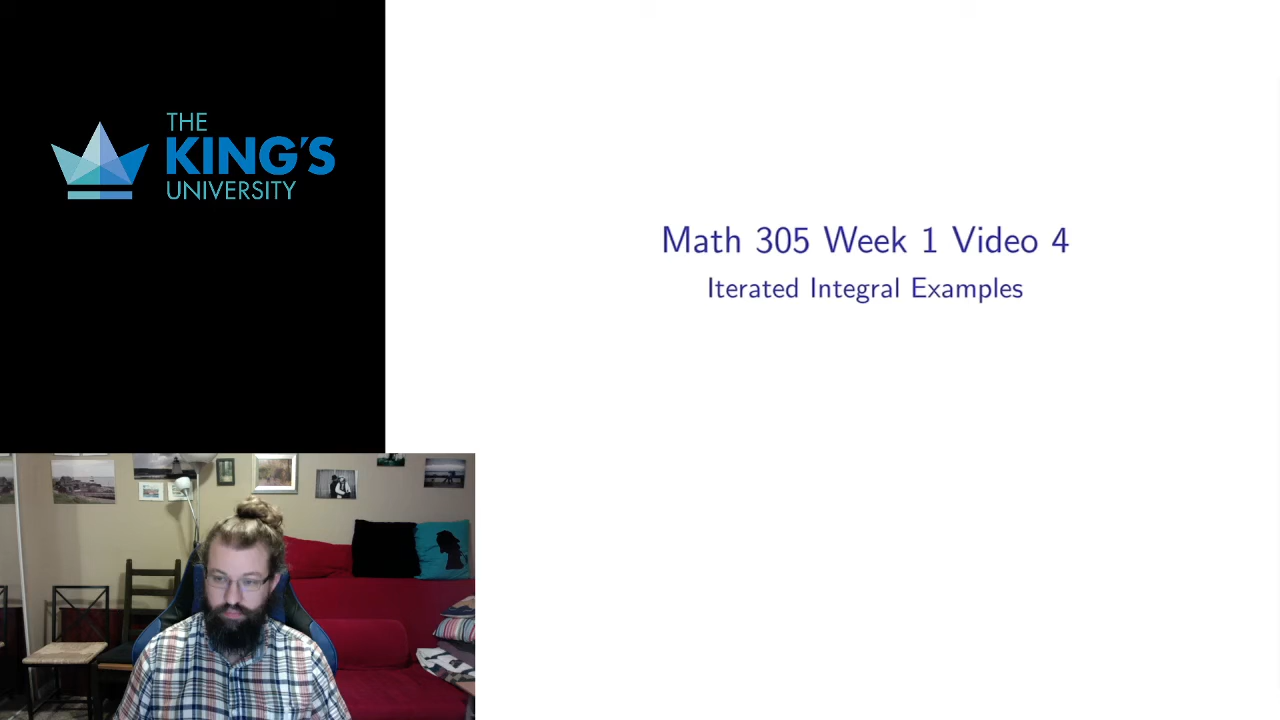 THE
KING'S
UNIVERSITY
Math 305 Week 1 Video 4
Iterated Integral Examples